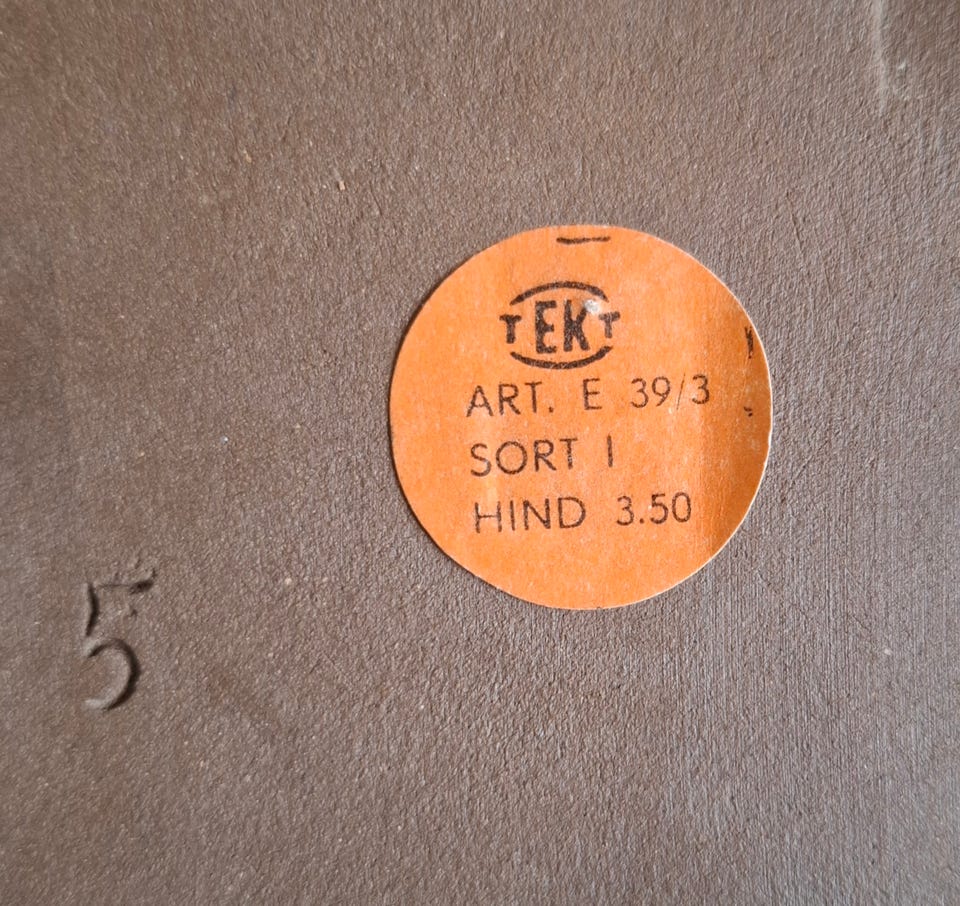 TEKT
ART. E 39/3
SORT I
HIND 3.50
5